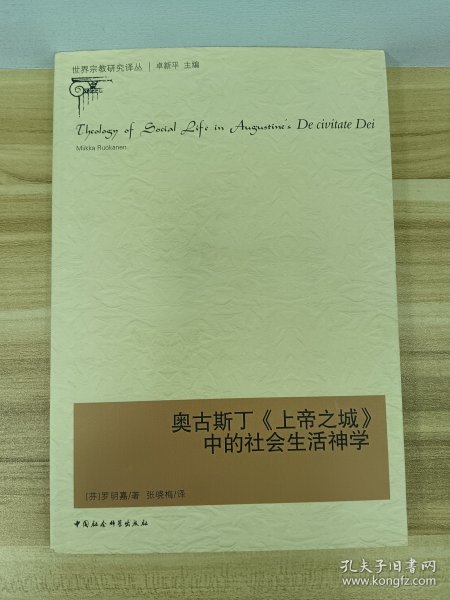 世界宗教研究译丛 | 卓新平 主编
Theology of Social Life in Augustine's De civitate Dei
Miikka Ruokanen
奥古斯丁《上帝之城》
中的社会生活神学
[芬]罗明嘉/著 张晓梅/译
中国社会科学出版社
孔夫子旧书网
www.kongfz.com